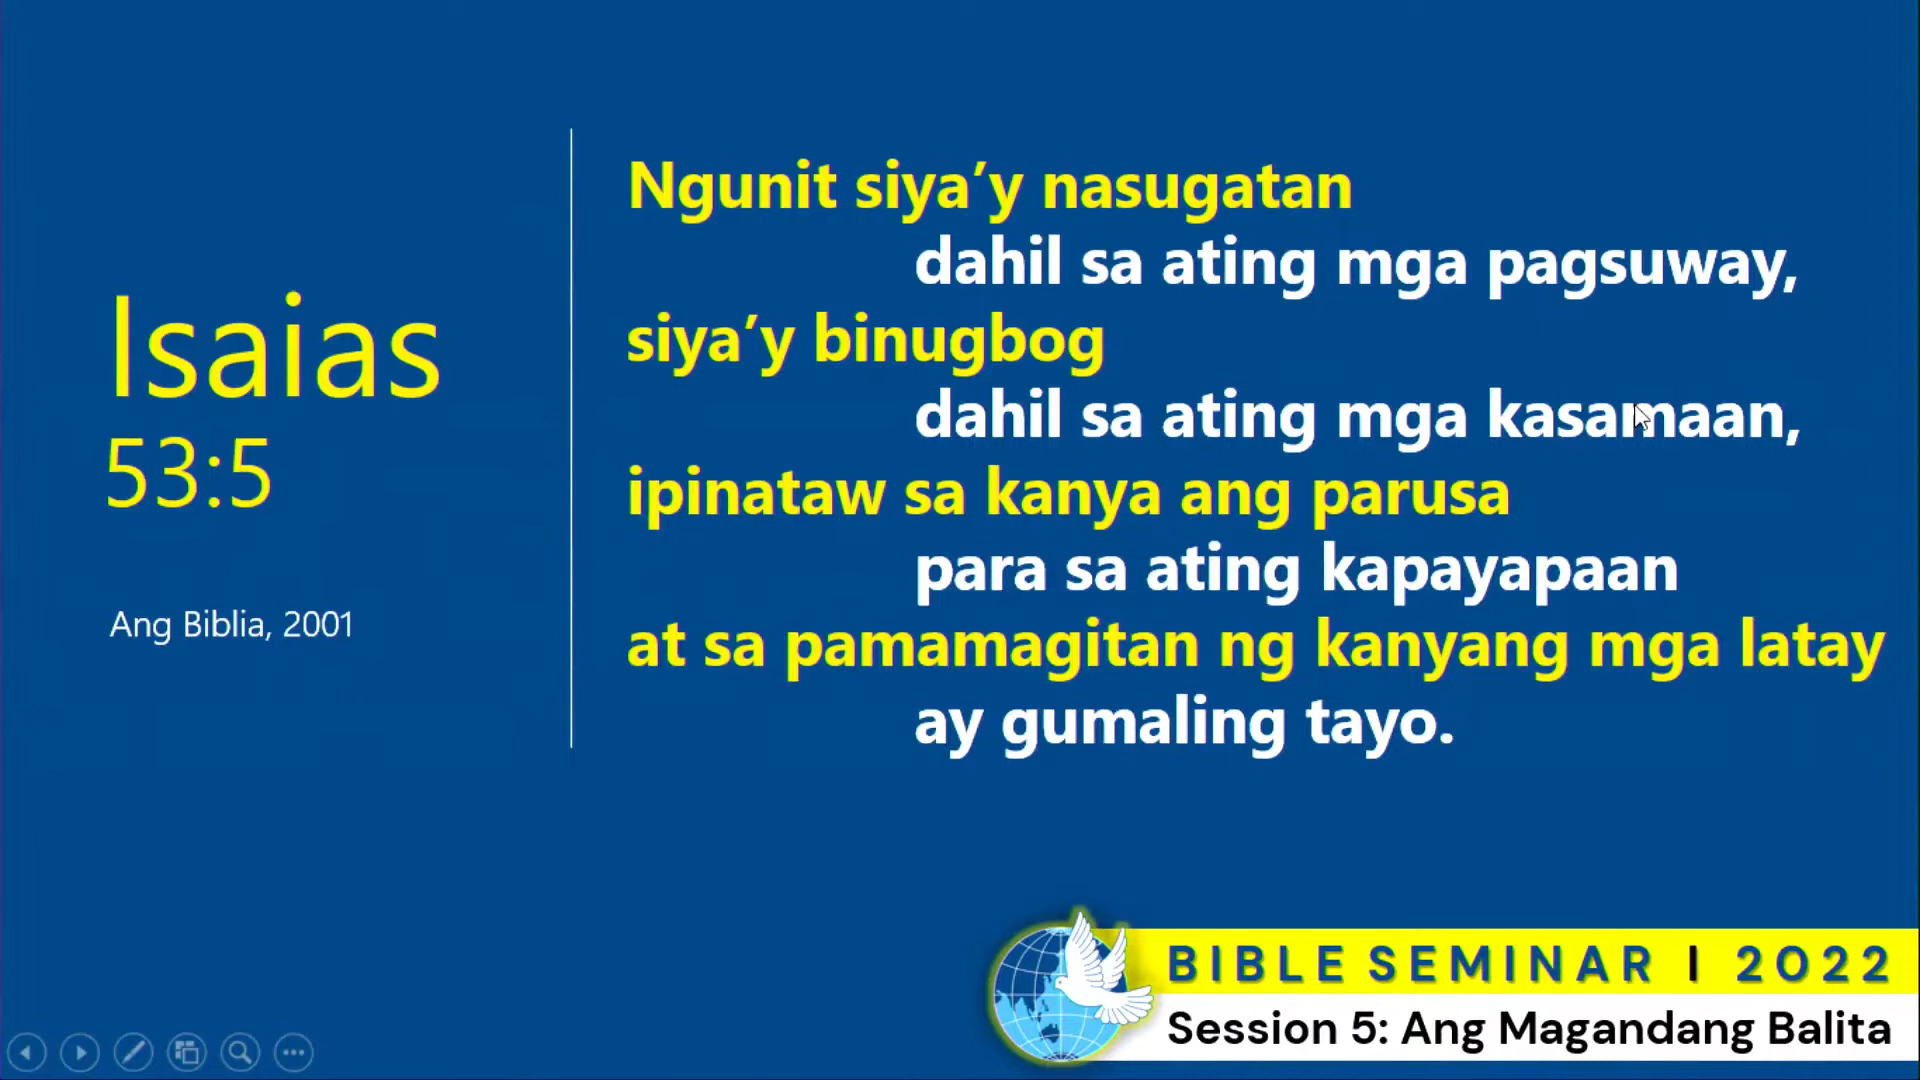 Isaias
53:5
Ang Biblia, 2001
Ngunit siya’y nasugatan
dahil sa ating mga pagsuway,
siya’y binugbog
dahil sa ating mga kasamaan,
ipinataw sa kanya ang parusa
para sa ating kapayapaan
at sa pamamagitan ng kanyang mga latay
ay gumaling tayo.
BIBLE SEMINAR | 2022
Session 5: Ang Magandang Balita